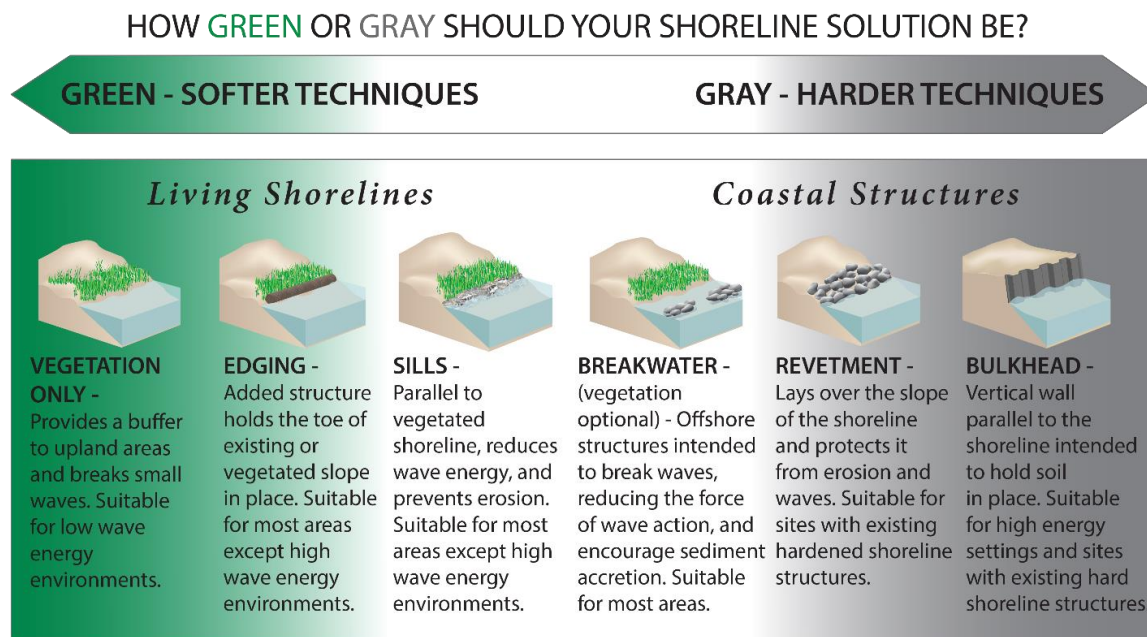 HOW GREEN OR GRAY SHOULD YOUR SHORELINE SOLUTION BE?
GREEN - SOFTER TECHNIQUES
GRAY - HARDER TECHNIQUES
Living Shorelines
Coastal Structures
VEGETATION
ONLY -
Provides a buffer
to upland areas
and breaks small
waves. Suitable
for low wave
energy
environments.
EDGING -
Added structure
holds the toe of
existing or
vegetated slope
in place. Suitable
for most areas
except high
wave energy
environments.
SILLS -
Parallel to
vegetated
shoreline, reduces
wave energy, and
prevents erosion.
Suitable for most
areas except high
wave energy
environments.
BREAKWATER -
(vegetation
optional) - Offshore
structures intended
to break waves,
reducing the force
of wave action, and
encourage sediment
accretion. Suitable
for most areas.
REVETMENT -
Lays over the slope
of the shoreline
and protects it
from erosion and
waves. Suitable for
sites with existing
hardened shoreline
structures.
BULKHEAD -
Vertical wall
parallel to the
shoreline intended
to hold soil
in place. Suitable
for high energy
settings and sites
with existing hard
shoreline structures